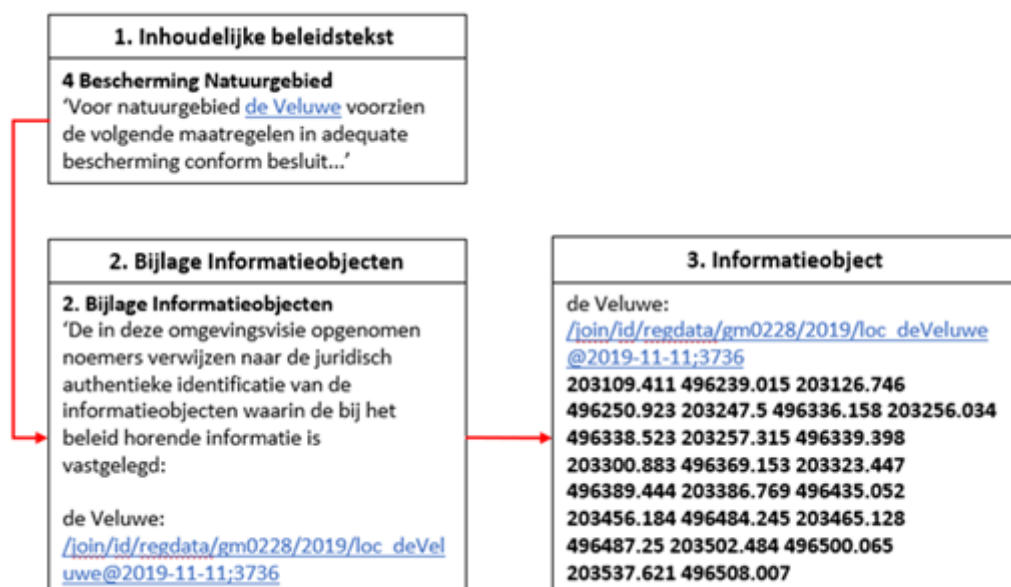 1. Inhoudelijke beleidstekst
4 Bescherming Natuurgebied
‘Voor natuurgebied de Veluwe voorzien
de volgende maatregelen in adequate
bescherming conform besluit...’
2. Bijlage Informatieobjecten
2. Bijlage Informatieobjecten
‘De in deze omgevingsvisie opgenomen
noemers verwijzen naar de juridisch
authentieke identificatie van de
informatieobjecten waarin de bij het
beleid horende informatie is
vastgelegd:
de Veluwe:
/join/id/regdata/gm0228/2019/loc_deVel
uwe@2019-11-11;3736
3. Informatieobject
de Veluwe:
/join/id/regdata/gm0228/2019/loc_deVeluwe
@2019-11-11;3736
203109.411 496239.015 203126.746
496250.923 203247.5 496336.158 203256.034
496338.523 203257.315 496339.398
203300.883 496369.153 203323.447
496389.444 203386.769 496435.052
203456.184 496484.245 203465.128
496487.25 203502.484 496500.065
203537.621 496508.007